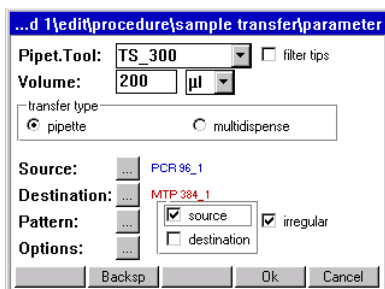 ...d 1\edit\procedure\sample transfer\parameter
Pipet.Tool: TS_300 filter tips
Volume: 200 µl
transfer type
pipette multidispense
Source: ... PCR 96_1
Destination: ... MTP 384_1
Pattern: ... source irregular
destination
Options: ...
Backsp Ok Cancel